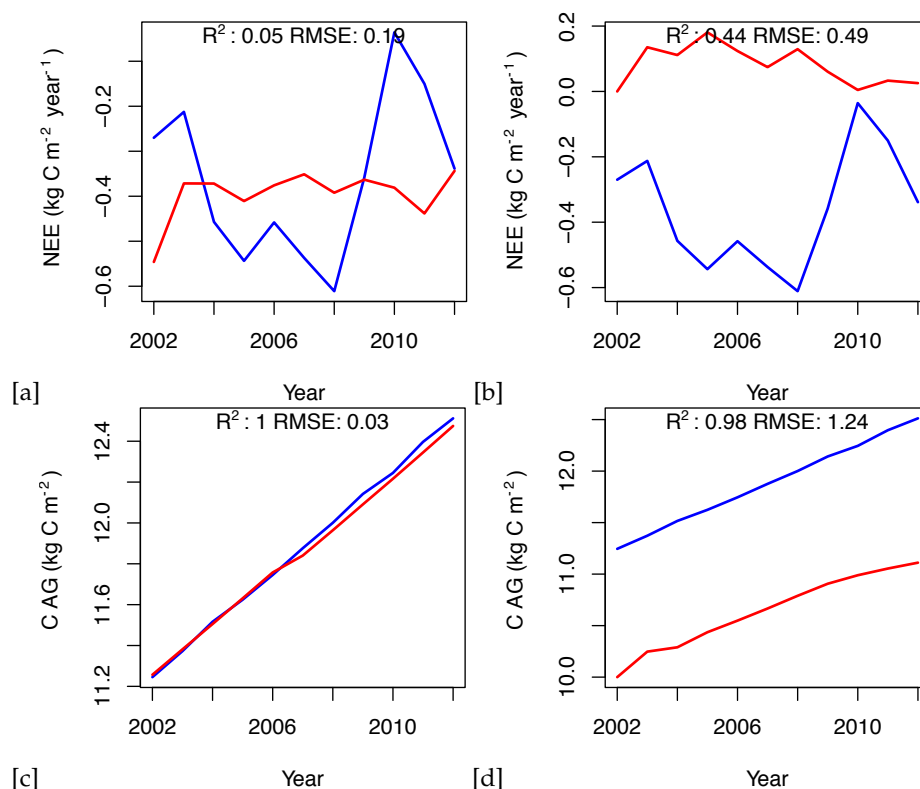 R² : 0.05 RMSE: 0.19
NEE (kg C m⁻² year⁻¹)
−0.2
−0.4
−0.6
2002 2006 2010
[a] Year
R² : 0.44 RMSE: 0.49
NEE (kg C m⁻² year⁻¹)
0.2
0.0
−0.2
−0.4
−0.6
2002 2006 2010
[b] Year
R² : 1 RMSE: 0.03
C AG (kg C m⁻²)
12.4
12.0
11.6
11.2
2002 2006 2010
[c] Year
R² : 0.98 RMSE: 1.24
C AG (kg C m⁻²)
12.0
11.0
10.0
2002 2006 2010
[d] Year